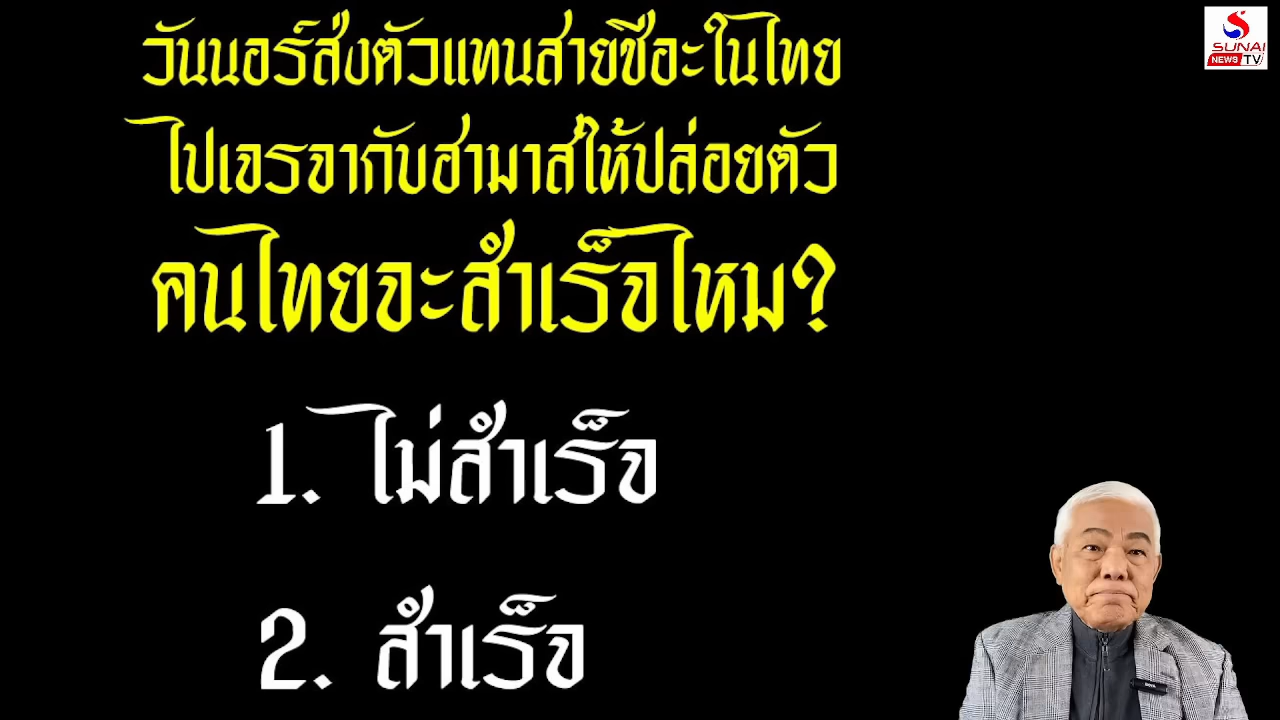 SUNAI
NEWS TV
วันนอร์ส่งตัวแทนสายชีอะในไทย
ไปเจรจากับฮามาสให้ปล่อยตัว
คนไทยจะสำเร็จไหม?
1. ไม่สำเร็จ
2. สำเร็จ